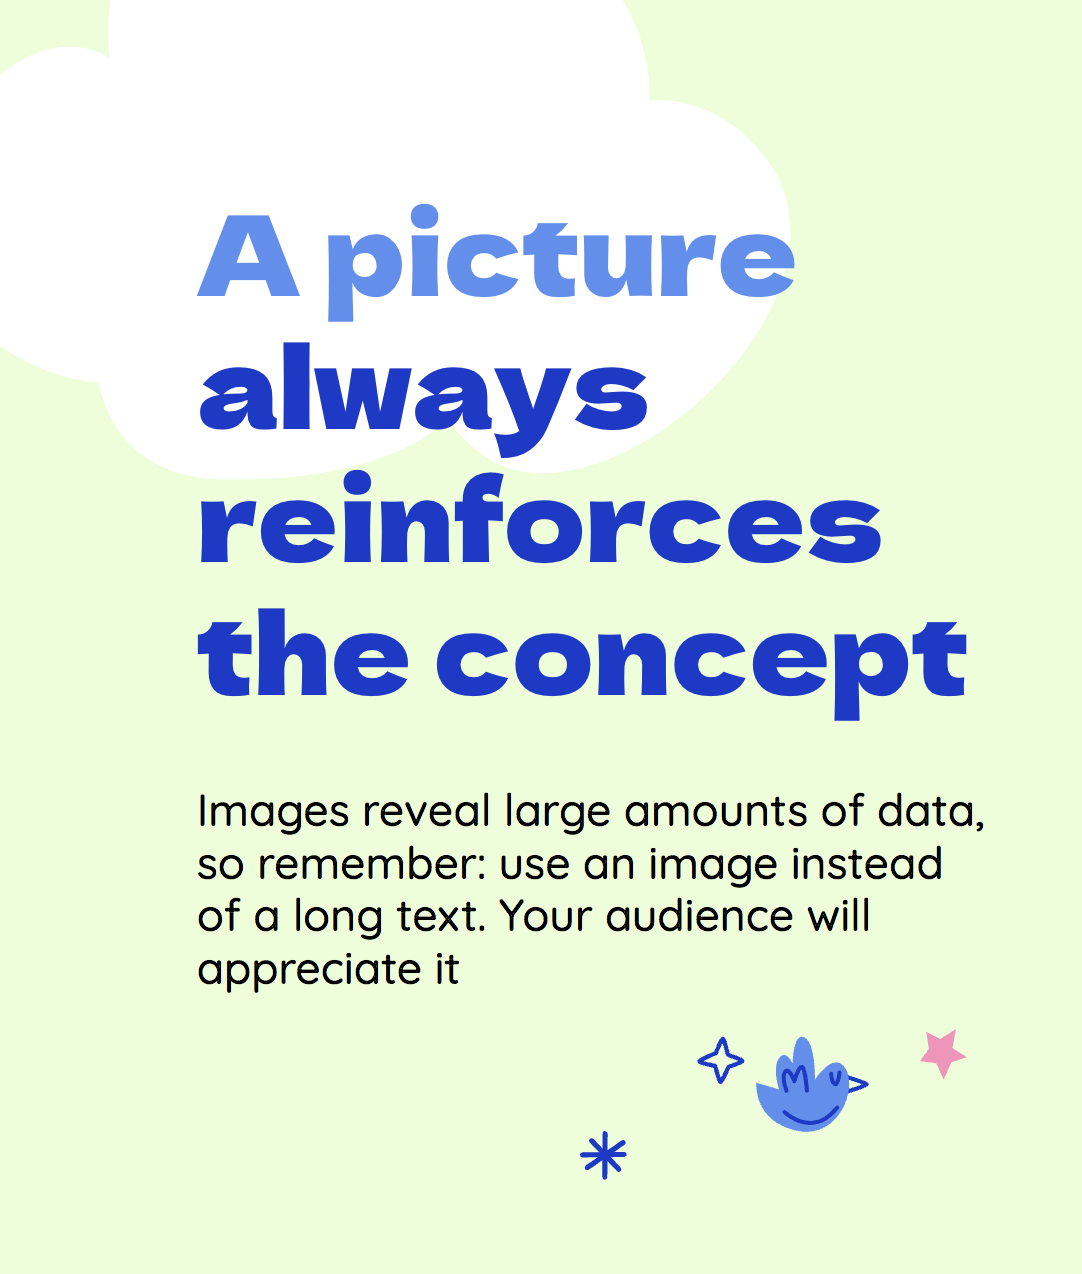 A picture
always
reinforces
the concept
Images reveal large amounts of data,
so remember: use an image instead
of a long text. Your audience will
appreciate it